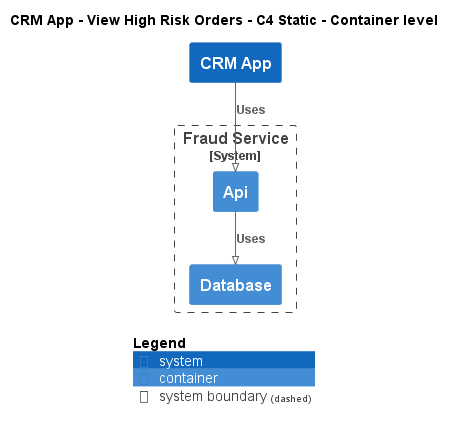 CRM App - View High Risk Orders - C4 Static - Container level
CRM App
Uses
Fraud Service
[System]
Api
Uses
Database
Legend
system
container
system boundary (dashed)